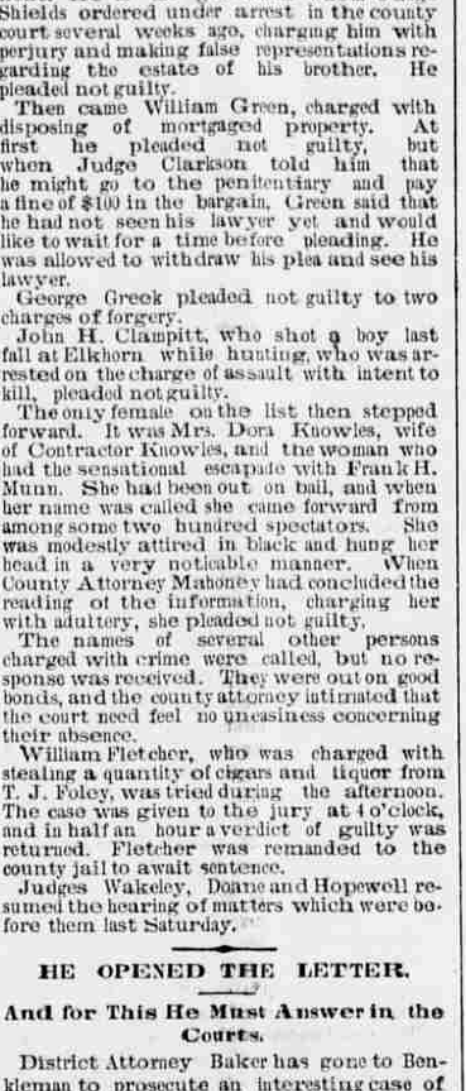 Shields ordered under arrest in the county
court several weeks ago, charging him with
perjury and making false representations re-
garding the estate of his brother. He
pleaded not guilty.
Then came William Green, charged with
disposing of mortgaged property. At
first he pleaded not guilty, but
when Judge Clarkson told him that
he might go to the penitentiary and pay
a fine of $100 in the bargain, Green said that
he had not seen his lawyer yet and would
like to wait for a time before pleading. He
was allowed to withdraw his plea and see his
lawyer.
George Greek pleaded not guilty to two
charges of forgery.
John H. Clampitt, who shot a boy last
fall at Elkhorn while hunting, who was ar-
rested on the charge of assault with intent to
kill, pleaded not guilty.
The only female on the list then stepped
forward. It was Mrs. Dora Knowles, wife
of Contractor Knowles, and the woman who
had the sensational escapade with Frank H.
Munn. She had been out on bail, and when
her name was called she came forward from
among some two hundred spectators. She
was modestly attired in black and hung her
head in a very noticable manner. When
County Attorney Mahoney had concluded the
reading of the information, charging her
with adultery, she pleaded not guilty.
The names of several other persons
charged with crime were called, but no re-
sponse was received. They were out on good
bonds, and the county attorney intimated that
the court need feel no uneasiness concerning
their absence.
William Fletcher, who was charged with
stealing a quantity of cigars and liquor from
T. J. Foley, was tried during the afternoon.
The case was given to the jury at 4 o'clock,
and in half an hour a verdict of guilty was
returned. Fletcher was remanded to the
county jail to await sentence.
Judges Wakeley, Doane and Hopewell re-
sumed the hearing of matters which were be-
fore them last Saturday.
HE OPENED THE LETTER.
And for This He Must Answer in the
Courts.
District Attorney Baker has gone to Ben-
kleman to prosecute an interesting case of